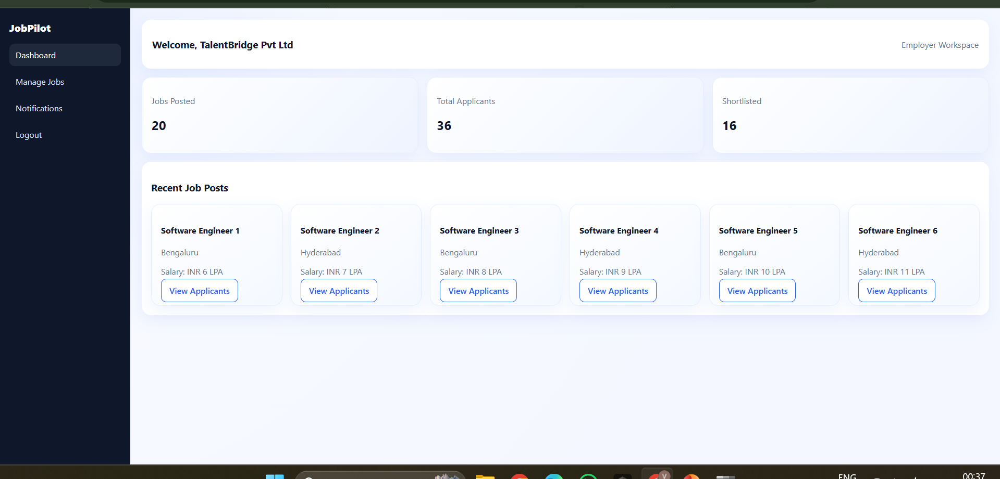 JobPilot
Dashboard
Manage Jobs
Notifications
Logout
Welcome, TalentBridge Pvt Ltd
Employer Workspace
Jobs Posted
20
Total Applicants
36
Shortlisted
16
Recent Job Posts
Software Engineer 1
Bengaluru
Salary: INR 6 LPA
View Applicants
Software Engineer 2
Hyderabad
Salary: INR 7 LPA
View Applicants
Software Engineer 3
Bengaluru
Salary: INR 8 LPA
View Applicants
Software Engineer 4
Hyderabad
Salary: INR 9 LPA
View Applicants
Software Engineer 5
Bengaluru
Salary: INR 10 LPA
View Applicants
Software Engineer 6
Hyderabad
Salary: INR 11 LPA
View Applicants
V
ENG
00:37